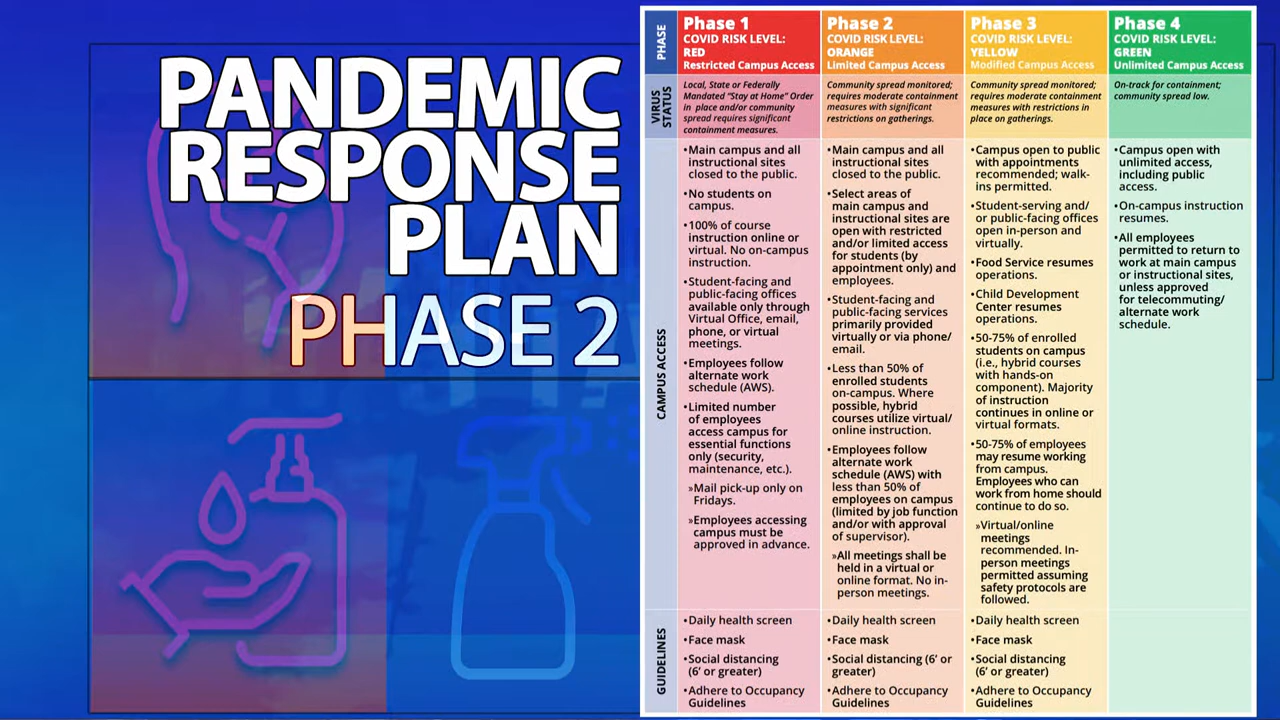 PANDEMIC
RESPONSE
PLAN
PHASE 2
PHASE
Phase 1
COVID RISK LEVEL:
RED
Restricted Campus Access
Phase 2
COVID RISK LEVEL:
ORANGE
Limited Campus Access
Phase 3
COVID RISK LEVEL:
YELLOW
Modified Campus Access
Phase 4
COVID RISK LEVEL:
GREEN
Unlimited Campus Access
VIRUS
STATUS
Local, State or Federally
Mandated "Stay at Home" Order
in place and/or community
spread requires significant
containment measures.
Community spread monitored;
requires moderate containment
measures with significant
restrictions on gatherings.
Community spread monitored;
requires moderate containment
measures with restrictions in
place on gatherings.
On-track for containment;
community spread low.
CAMPUS ACCESS
•Main campus and all
instructional sites
closed to the public.
•No students on
campus.
•100% of course
instruction online or
virtual. No on-campus
instruction.
•Student-facing and
public-facing offices
available only through
Virtual Office, email,
phone, or virtual
meetings.
•Employees follow
alternate work
schedule (AWS).
•Limited number
of employees
access campus for
essential functions
only (security,
maintenance, etc.).
»Mail pick-up only on
Fridays.
»Employees accessing
campus must be
approved in advance.
•Main campus and all
instructional sites
closed to the public.
•Select areas of
main campus and
instructional sites are
open with restricted
and/or limited access
for students (by
appointment only) and
employees.
•Student-facing and
public-facing services
primarily provided
virtually or via phone/
email.
•Less than 50% of
enrolled students
on-campus. Where
possible, hybrid
courses utilize virtual/
online instruction.
•Employees follow
alternate work
schedule (AWS) with
less than 50% of
employees on campus
(limited by job function
and/or with approval
of supervisor).
»All meetings shall be
held in a virtual or
online format. No in-
person meetings.
•Campus open to public
with appointments
recommended; walk-
ins permitted.
•Student-serving and/
or public-facing offices
open in-person and
virtually.
•Food Service resumes
operations.
•Child Development
Center resumes
operations.
•50-75% of enrolled
students on campus
(i.e., hybrid courses
with hands-on
component). Majority
of instruction
continues in online or
virtual formats.
•50-75% of employees
may resume working
from campus.
Employees who can
work from home should
continue to do so.
»Virtual/online
meetings
recommended. In-
person meetings
permitted assuming
safety protocols are
followed.
•Campus open with
unlimited access,
including public
access.
•On-campus instruction
resumes.
•All employees
permitted to return to
work at main campus
or instructional sites,
unless approved
for telecommuting/
alternate work
schedule.
GUIDELINES
•Daily health screen
•Face mask
•Social distancing
(6' or greater)
•Adhere to Occupancy
Guidelines
•Daily health screen
•Face mask
•Social distancing (6' or
greater)
•Adhere to Occupancy
Guidelines
•Daily health screen
•Face mask
•Social distancing
(6' or greater)
•Adhere to Occupancy
Guidelines